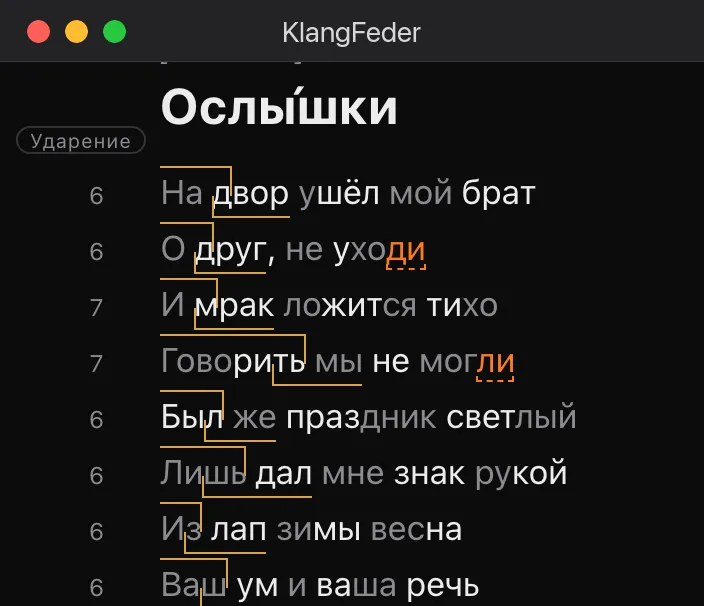 KlangFeder
Ослы́шки
Ударение
6 На двор ушёл мой брат
6 О друг, не уходи
7 И мрак ложится тихо
7 Говорить мы не могли
6 Был же праздник светлый
6 Лишь дал мне знак рукой
6 Из лап зимы весна
6 Ваш ум и ваша речь